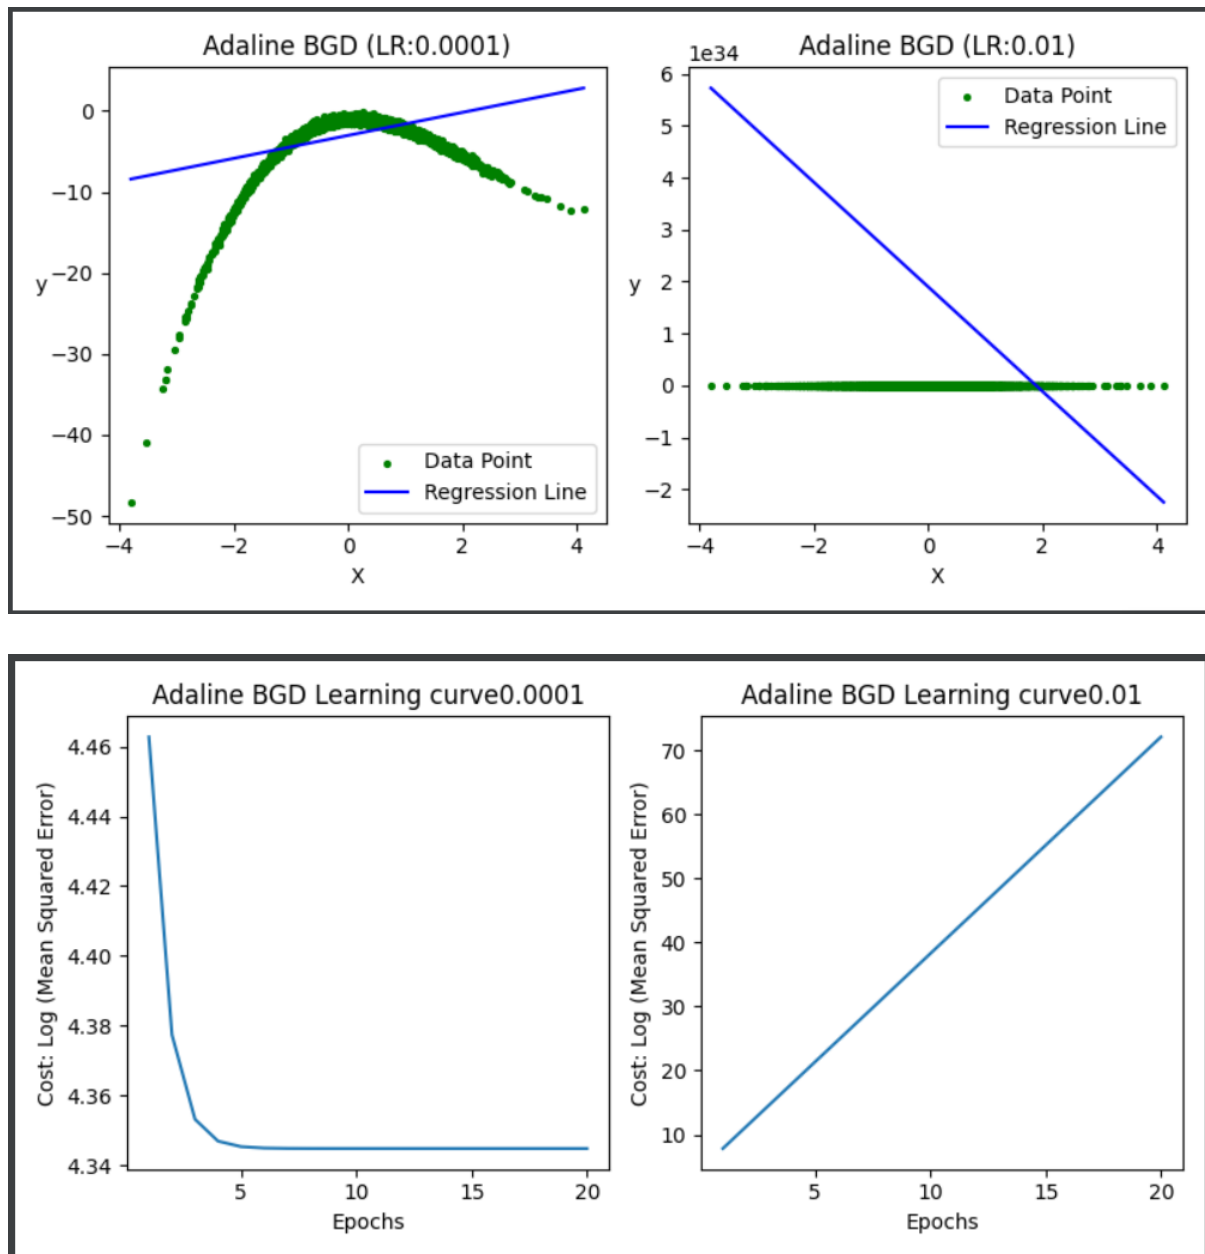 Adaline BGD (LR:0.0001)
0
−10
−20
−30
−40
−50
y
−4
−2
0
2
4
X
Data Point
Regression Line
Adaline BGD (LR:0.01)
1e34
6
5
4
3
2
1
0
−1
−2
y
−4
−2
0
2
4
X
Data Point
Regression Line
Adaline BGD Learning curve0.0001
4.46
4.44
4.42
4.40
4.38
4.36
4.34
Cost: Log (Mean Squared Error)
5
10
15
20
Epochs
Adaline BGD Learning curve0.01
70
60
50
40
30
20
10
Cost: Log (Mean Squared Error)
5
10
15
20
Epochs